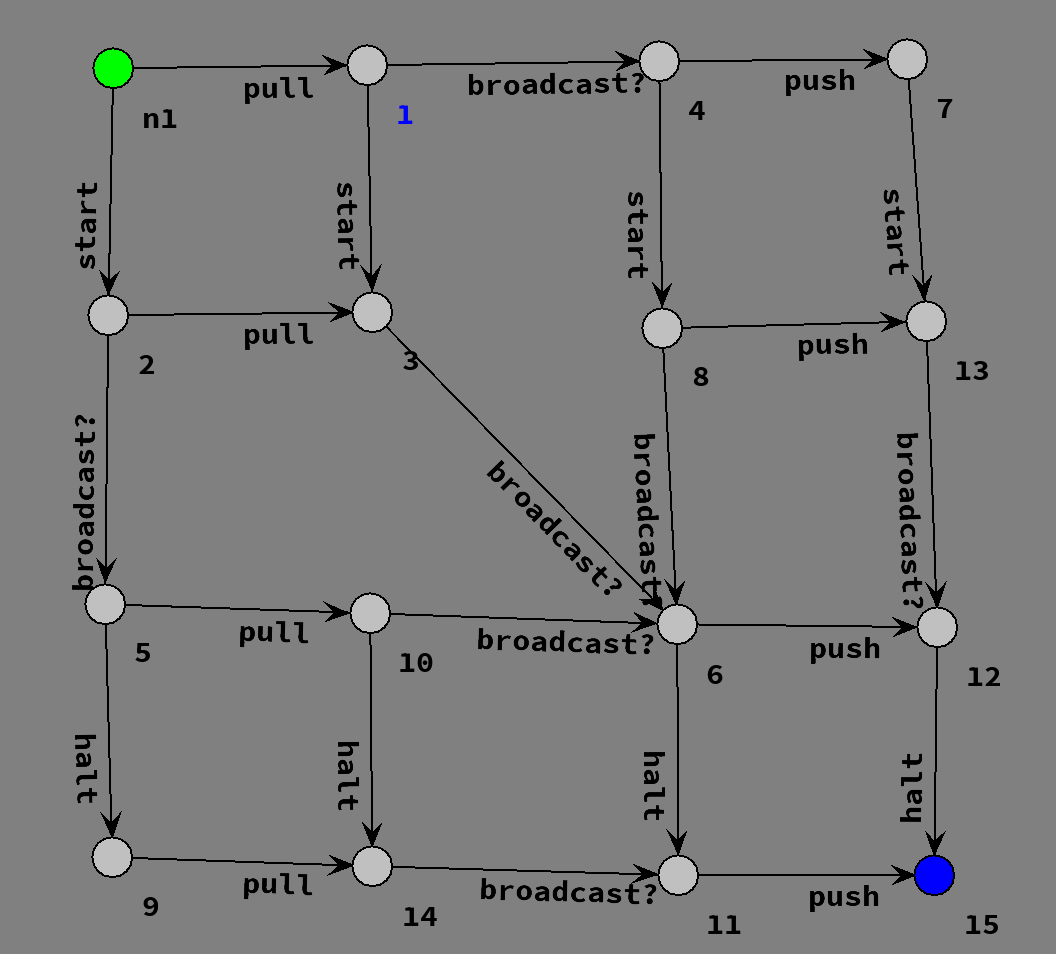 pull
broadcast?
push
n1
1
4
7
start
start
start
start
pull
push
2
3
8
13
broadcast?
broadcast?
broadcast?
broadcast?
pull
broadcast?
push
5
10
6
12
halt
halt
halt
halt
pull
broadcast?
push
9
14
11
15